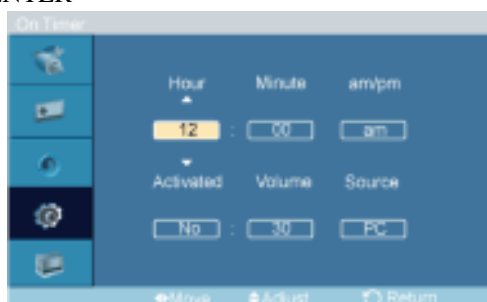 ENTER
On Timer
Hour Minute am/pm
12 : 00 am
Activated Volume Source
No : 30 PC
Move Adjust Return